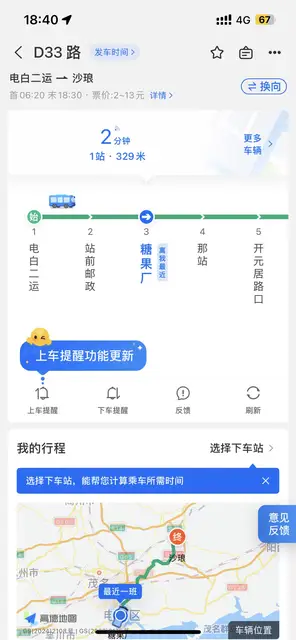 18:40
4G 67
D33 路
发车时间 >
电白二运 → 沙琅
首06:20 末18:30 · 票价:2~13元 详情 >
换向
2分钟
1站 · 329米
更多
车辆
始
1
2
3
4
5
电白二运
站前邮政
糖果厂
离我最近
那站
开元居路口
上车提醒功能更新
上车提醒
下车提醒
反馈
刷新
我的行程
选择下车站 >
选择下车站，能帮您计算乘车所需时间
意见
反馈
终
沙琅
茂名
最近一班
高德地图
车辆位置